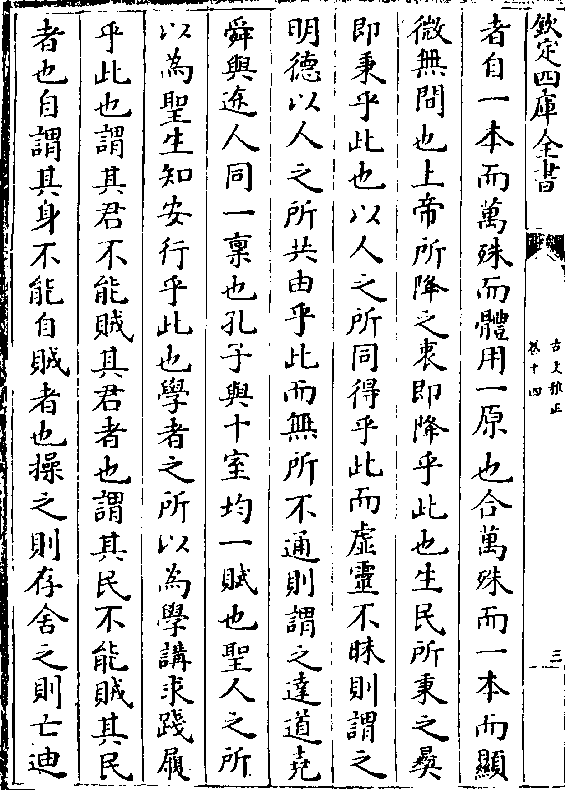 欽定四庫全書
古文雅正
卷十四
三
者自一本而萬殊而體用一原也合萬殊而一本而顯
微無間也上帝所降之衷即降乎此也生民所秉之彛
即秉乎此也以人之所同得乎此而虛靈不昧則謂之
明德以人之所共由乎此而無所不通則謂之達道堯
舜與途人同一禀也孔子與十室均一賦也聖人之所
以為聖生知安行乎此也學者之所以為學講求踐履
乎此也謂其君不能賊其君者也謂其民不能賊其民
者也自謂其身不能自賊者也操之則存舍之則亡迪